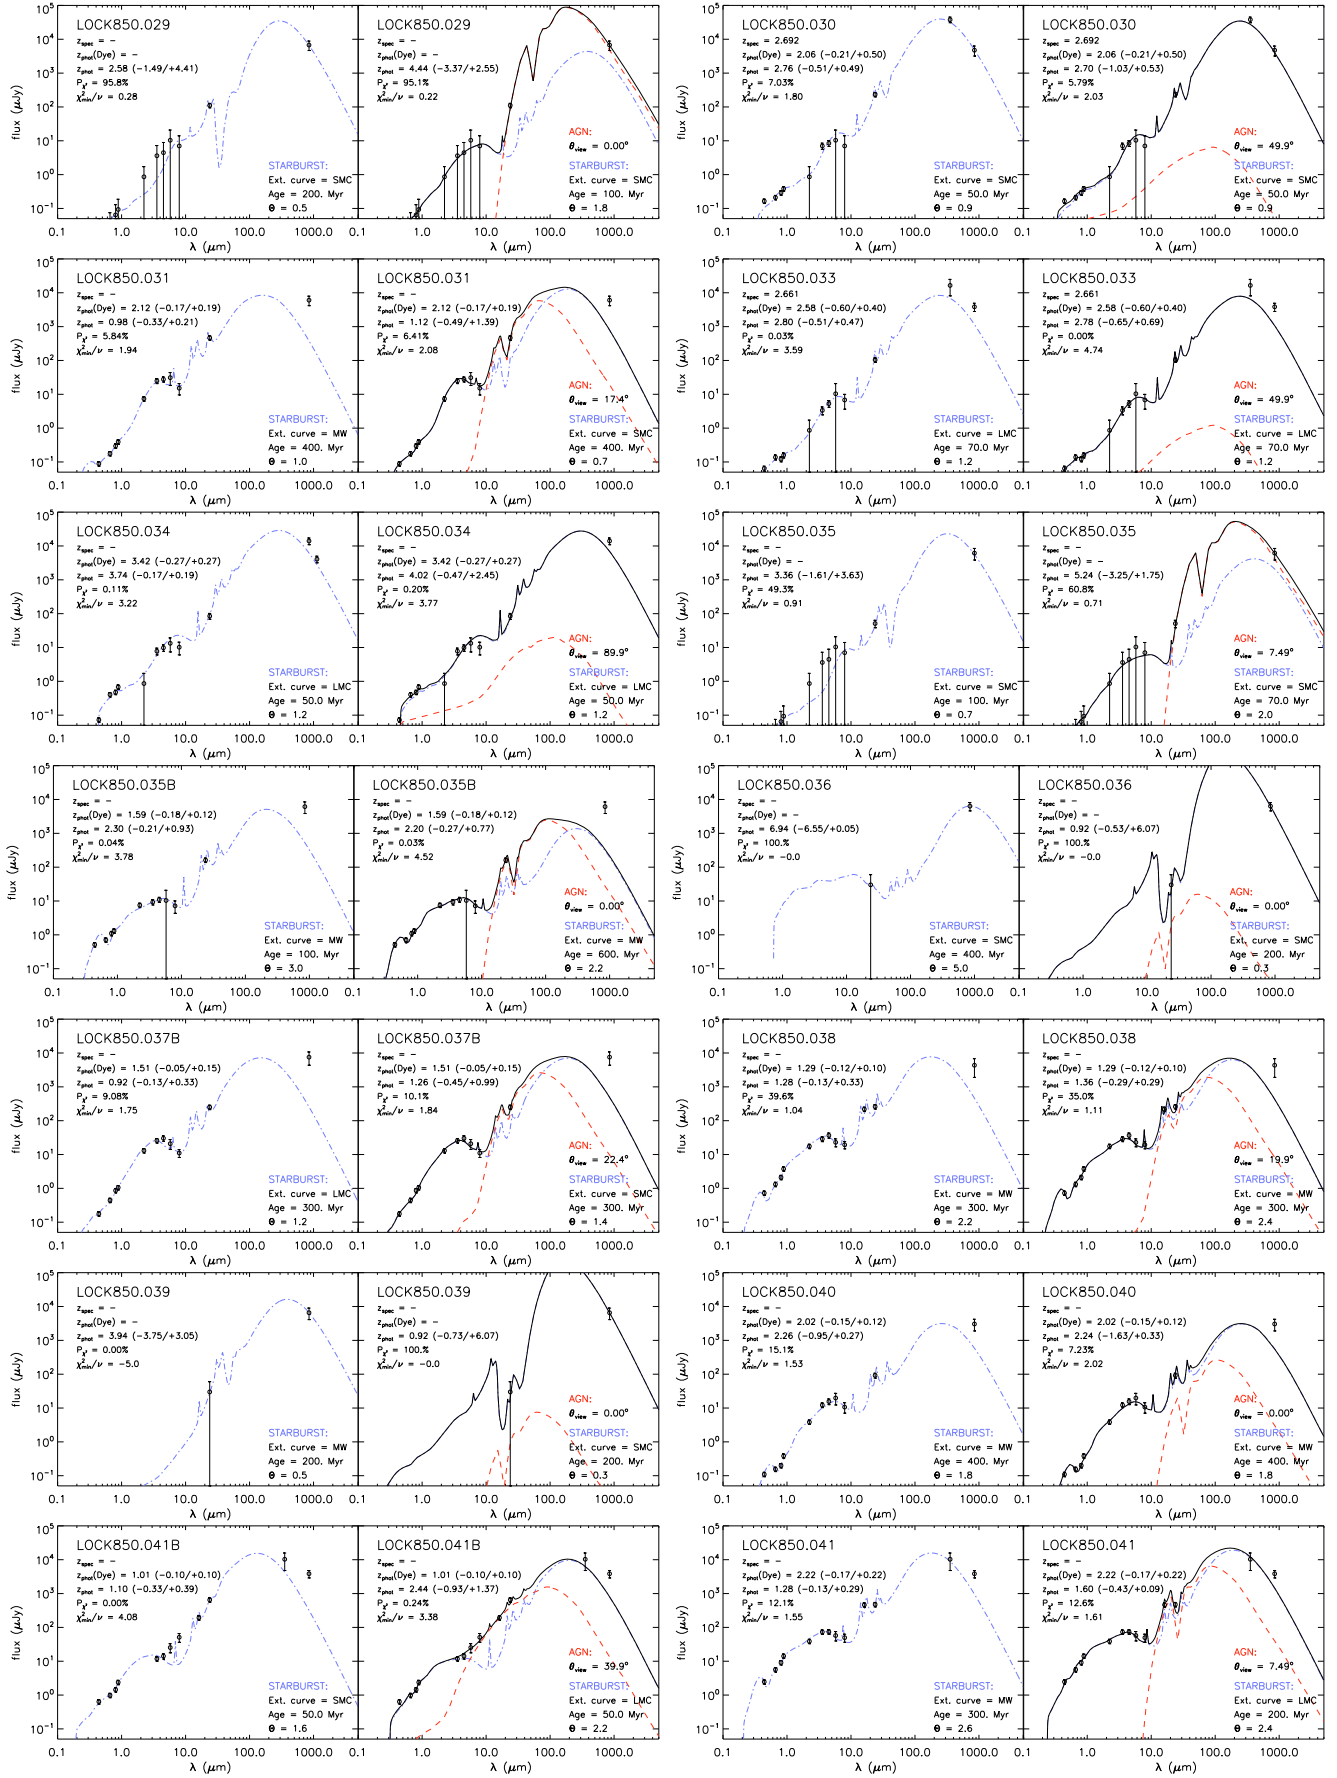 LOCK850.029
z_spec = –
z_phot(Dye) = –
z_phot = 2.58 (−1.49/+4.41)
P_χ² = 95.8%
χ²_min/ν = 0.28
STARBURST:
Ext. curve = SMC
Age = 200. Myr
Θ = 0.5
LOCK850.029
z_spec = –
z_phot(Dye) = –
z_phot = 4.44 (−3.37/+2.55)
P_χ² = 95.1%
χ²_min/ν = 0.22
AGN:
θ_view = 0.00°
STARBURST:
Ext. curve = SMC
Age = 100. Myr
Θ = 1.8
LOCK850.030
z_spec = 2.692
z_phot(Dye) = 2.06 (−0.21/+0.50)
z_phot = 2.76 (−0.51/+0.49)
P_χ² = 7.03%
χ²_min/ν = 1.80
STARBURST:
Ext. curve = SMC
Age = 50.0 Myr
Θ = 0.9
LOCK850.030
z_spec = 2.692
z_phot(Dye) = 2.06 (−0.21/+0.50)
z_phot = 2.70 (−1.03/+0.53)
P_χ² = 5.79%
χ²_min/ν = 2.03
AGN:
θ_view = 49.9°
STARBURST:
Ext. curve = SMC
Age = 50.0 Myr
Θ = 0.9
flux (μJy)
10⁵
10⁴
10³
10²
10¹
10⁰
10⁻¹
0.1 1.0 10.0 100.0 1000.0
λ (μm)
LOCK850.031
z_spec = –
z_phot(Dye) = 2.12 (−0.17/+0.19)
z_phot = 0.98 (−0.33/+0.21)
P_χ² = 5.84%
χ²_min/ν = 1.94
STARBURST:
Ext. curve = MW
Age = 400. Myr
Θ = 1.0
LOCK850.031
z_spec = –
z_phot(Dye) = 2.12 (−0.17/+0.19)
z_phot = 1.12 (−0.49/+1.39)
P_χ² = 6.41%
χ²_min/ν = 2.08
AGN:
θ_view = 17.4°
STARBURST:
Ext. curve = SMC
Age = 400. Myr
Θ = 0.7
LOCK850.033
z_spec = 2.661
z_phot(Dye) = 2.58 (−0.60/+0.40)
z_phot = 2.80 (−0.51/+0.47)
P_χ² = 0.03%
χ²_min/ν = 3.59
STARBURST:
Ext. curve = LMC
Age = 70.0 Myr
Θ = 1.2
LOCK850.033
z_spec = 2.661
z_phot(Dye) = 2.58 (−0.60/+0.40)
z_phot = 2.78 (−0.65/+0.69)
P_χ² = 0.00%
χ²_min/ν = 4.74
AGN:
θ_view = 49.9°
STARBURST:
Ext. curve = LMC
Age = 70.0 Myr
Θ = 1.2
LOCK850.034
z_spec = –
z_phot(Dye) = 3.42 (−0.27/+0.27)
z_phot = 3.74 (−0.17/+0.19)
P_χ² = 0.11%
χ²_min/ν = 3.22
STARBURST:
Ext. curve = LMC
Age = 50.0 Myr
Θ = 1.2
LOCK850.034
z_spec = –
z_phot(Dye) = 3.42 (−0.27/+0.27)
z_phot = 4.02 (−0.47/+2.45)
P_χ² = 0.20%
χ²_min/ν = 3.77
AGN:
θ_view = 89.9°
STARBURST:
Ext. curve = LMC
Age = 50.0 Myr
Θ = 1.2
LOCK850.035
z_spec = –
z_phot(Dye) = –
z_phot = 3.36 (−1.61/+3.63)
P_χ² = 49.3%
χ²_min/ν = 0.91
STARBURST:
Ext. curve = SMC
Age = 100. Myr
Θ = 0.7
LOCK850.035
z_spec = –
z_phot(Dye) = –
z_phot = 5.24 (−3.25/+1.75)
P_χ² = 60.8%
χ²_min/ν = 0.71
AGN:
θ_view = 7.49°
STARBURST:
Ext. curve = SMC
Age = 70.0 Myr
Θ = 2.0
LOCK850.035B
z_spec = –
z_phot(Dye) = 1.59 (−0.18/+0.12)
z_phot = 2.30 (−0.21/+0.93)
P_χ² = 0.04%
χ²_min/ν = 3.78
STARBURST:
Ext. curve = MW
Age = 100. Myr
Θ = 3.0
LOCK850.035B
z_spec = –
z_phot(Dye) = 1.59 (−0.18/+0.12)
z_phot = 2.20 (−0.27/+0.77)
P_χ² = 0.03%
χ²_min/ν = 4.52
AGN:
θ_view = 0.00°
STARBURST:
Ext. curve = MW
Age = 600. Myr
Θ = 2.2
LOCK850.036
z_spec = –
z_phot(Dye) = –
z_phot = 6.94 (−6.55/+0.05)
P_χ² = 100.%
χ²_min/ν = −0.0
STARBURST:
Ext. curve = SMC
Age = 400. Myr
Θ = 5.0
LOCK850.036
z_spec = –
z_phot(Dye) = –
z_phot = 0.92 (−0.53/+6.07)
P_χ² = 100.%
χ²_min/ν = −0.0
AGN:
θ_view = 0.00°
STARBURST:
Ext. curve = SMC
Age = 200. Myr
Θ = 0.3
LOCK850.037B
z_spec = –
z_phot(Dye) = 1.51 (−0.05/+0.15)
z_phot = 0.92 (−0.13/+0.33)
P_χ² = 9.08%
χ²_min/ν = 1.75
STARBURST:
Ext. curve = LMC
Age = 300. Myr
Θ = 1.2
LOCK850.037B
z_spec = –
z_phot(Dye) = 1.51 (−0.05/+0.15)
z_phot = 1.26 (−0.45/+0.99)
P_χ² = 10.1%
χ²_min/ν = 1.84
AGN:
θ_view = 22.4°
STARBURST:
Ext. curve = SMC
Age = 300. Myr
Θ = 1.4
LOCK850.038
z_spec = –
z_phot(Dye) = 1.29 (−0.12/+0.10)
z_phot = 1.28 (−0.13/+0.33)
P_χ² = 39.6%
χ²_min/ν = 1.04
STARBURST:
Ext. curve = MW
Age = 300. Myr
Θ = 2.2
LOCK850.038
z_spec = –
z_phot(Dye) = 1.29 (−0.12/+0.10)
z_phot = 1.36 (−0.29/+0.29)
P_χ² = 35.0%
χ²_min/ν = 1.11
AGN:
θ_view = 19.9°
STARBURST:
Ext. curve = MW
Age = 300. Myr
Θ = 2.4
LOCK850.039
z_spec = –
z_phot(Dye) = –
z_phot = 3.94 (−3.75/+3.05)
P_χ² = 0.00%
χ²_min/ν = −5.0
STARBURST:
Ext. curve = MW
Age = 200. Myr
Θ = 0.5
LOCK850.039
z_spec = –
z_phot(Dye) = –
z_phot = 0.92 (−0.73/+6.07)
P_χ² = 100.%
χ²_min/ν = −0.0
AGN:
θ_view = 0.00°
STARBURST:
Ext. curve = SMC
Age = 200. Myr
Θ = 0.3
LOCK850.040
z_spec = –
z_phot(Dye) = 2.02 (−0.15/+0.12)
z_phot = 2.26 (−0.95/+0.27)
P_χ² = 15.1%
χ²_min/ν = 1.53
STARBURST:
Ext. curve = MW
Age = 400. Myr
Θ = 1.8
LOCK850.040
z_spec = –
z_phot(Dye) = 2.02 (−0.15/+0.12)
z_phot = 2.24 (−1.63/+0.33)
P_χ² = 7.23%
χ²_min/ν = 2.02
AGN:
θ_view = 0.00°
STARBURST:
Ext. curve = MW
Age = 400. Myr
Θ = 1.8
LOCK850.041B
z_spec = –
z_phot(Dye) = 1.01 (−0.10/+0.10)
z_phot = 1.10 (−0.33/+0.39)
P_χ² = 0.00%
χ²_min/ν = 4.08
STARBURST:
Ext. curve = SMC
Age = 50.0 Myr
Θ = 1.6
LOCK850.041B
z_spec = –
z_phot(Dye) = 1.01 (−0.10/+0.10)
z_phot = 2.44 (−0.93/+1.37)
P_χ² = 0.24%
χ²_min/ν = 3.38
AGN:
θ_view = 39.9°
STARBURST:
Ext. curve = LMC
Age = 50.0 Myr
Θ = 2.2
LOCK850.041
z_spec = –
z_phot(Dye) = 2.22 (−0.17/+0.22)
z_phot = 1.28 (−0.13/+0.29)
P_χ² = 12.1%
χ²_min/ν = 1.55
STARBURST:
Ext. curve = MW
Age = 300. Myr
Θ = 2.6
LOCK850.041
z_spec = –
z_phot(Dye) = 2.22 (−0.17/+0.22)
z_phot = 1.60 (−0.43/+0.09)
P_χ² = 12.6%
χ²_min/ν = 1.61
AGN:
θ_view = 7.49°
STARBURST:
Ext. curve = LMC
Age = 200. Myr
Θ = 2.4
flux (μJy)
0.1 1.0 10.0 100.0 1000.0
λ (μm)